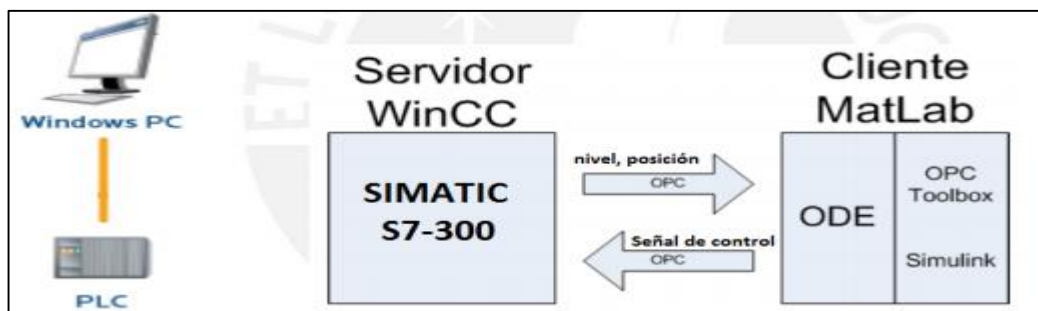 Windows PC
PLC
Servidor
WinCC
SIMATIC
S7-300
nivel, posición
OPC
Señal de control
OPC
Cliente
MatLab
ODE
OPC
Toolbox
Simulink